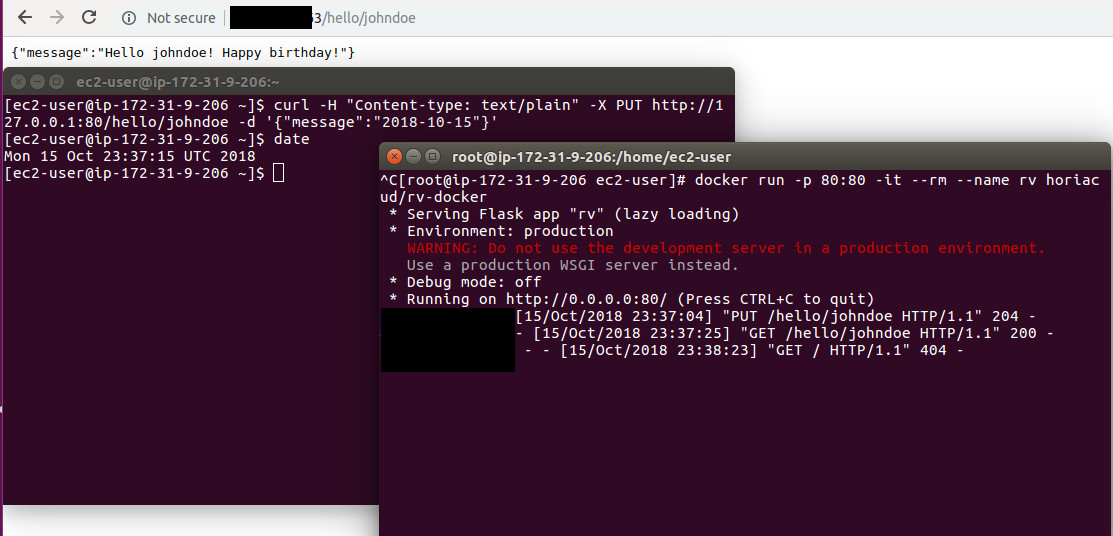 Not secure 3/hello/johndoe
{"message":"Hello johndoe! Happy birthday!"}
ec2-user@ip-172-31-9-206:~
[ec2-user@ip-172-31-9-206 ~]$ curl -H "Content-type: text/plain" -X PUT http://1
27.0.0.1:80/hello/johndoe -d '{"message":"2018-10-15"}'
[ec2-user@ip-172-31-9-206 ~]$ date
Mon 15 Oct 23:37:15 UTC 2018
[ec2-user@ip-172-31-9-206 ~]$
root@ip-172-31-9-206:/home/ec2-user
^C[root@ip-172-31-9-206 ec2-user]# docker run -p 80:80 -it --rm --name rv horiac
ud/rv-docker
* Serving Flask app "rv" (lazy loading)
* Environment: production
WARNING: Do not use the development server in a production environment.
Use a production WSGI server instead.
* Debug mode: off
* Running on http://0.0.0.0:80/ (Press CTRL+C to quit)
[15/Oct/2018 23:37:04] "PUT /hello/johndoe HTTP/1.1" 204 -
- [15/Oct/2018 23:37:25] "GET /hello/johndoe HTTP/1.1" 200 -
- - [15/Oct/2018 23:38:23] "GET / HTTP/1.1" 404 -